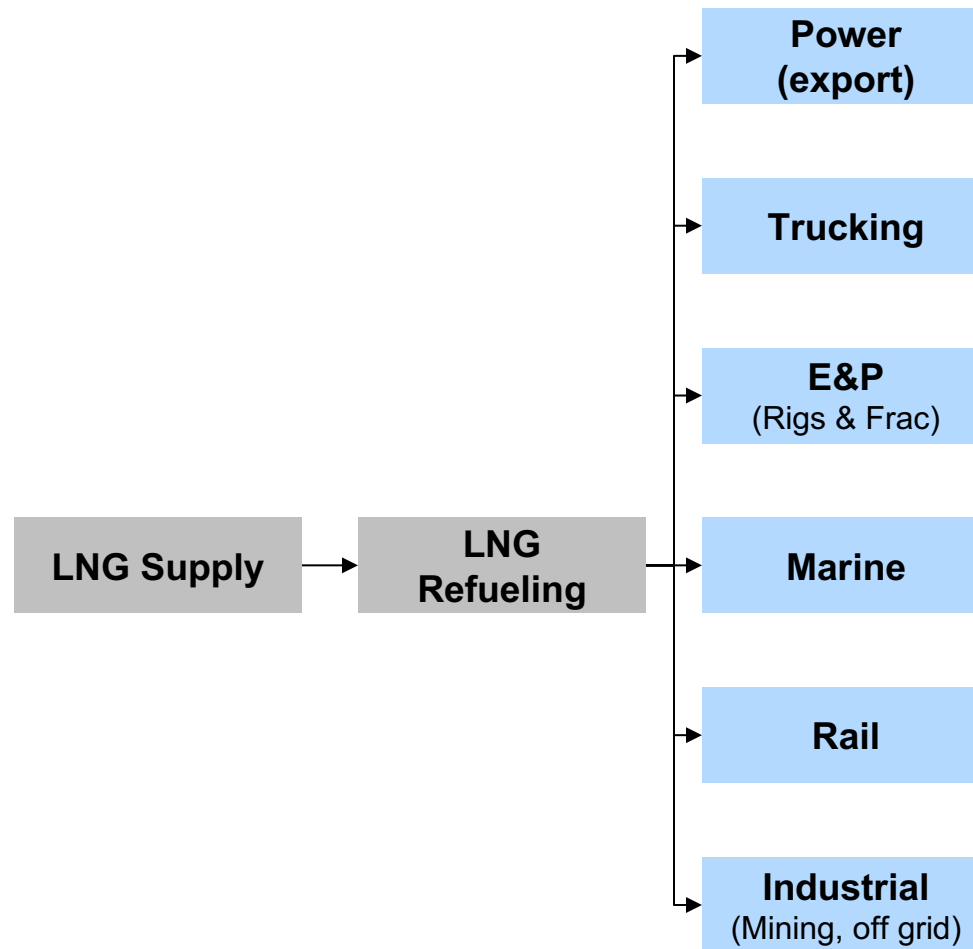 Power
(export)
Trucking
E&P
(Rigs & Frac)
LNG Supply
LNG
Refueling
Marine
Rail
Industrial
(Mining, off grid)